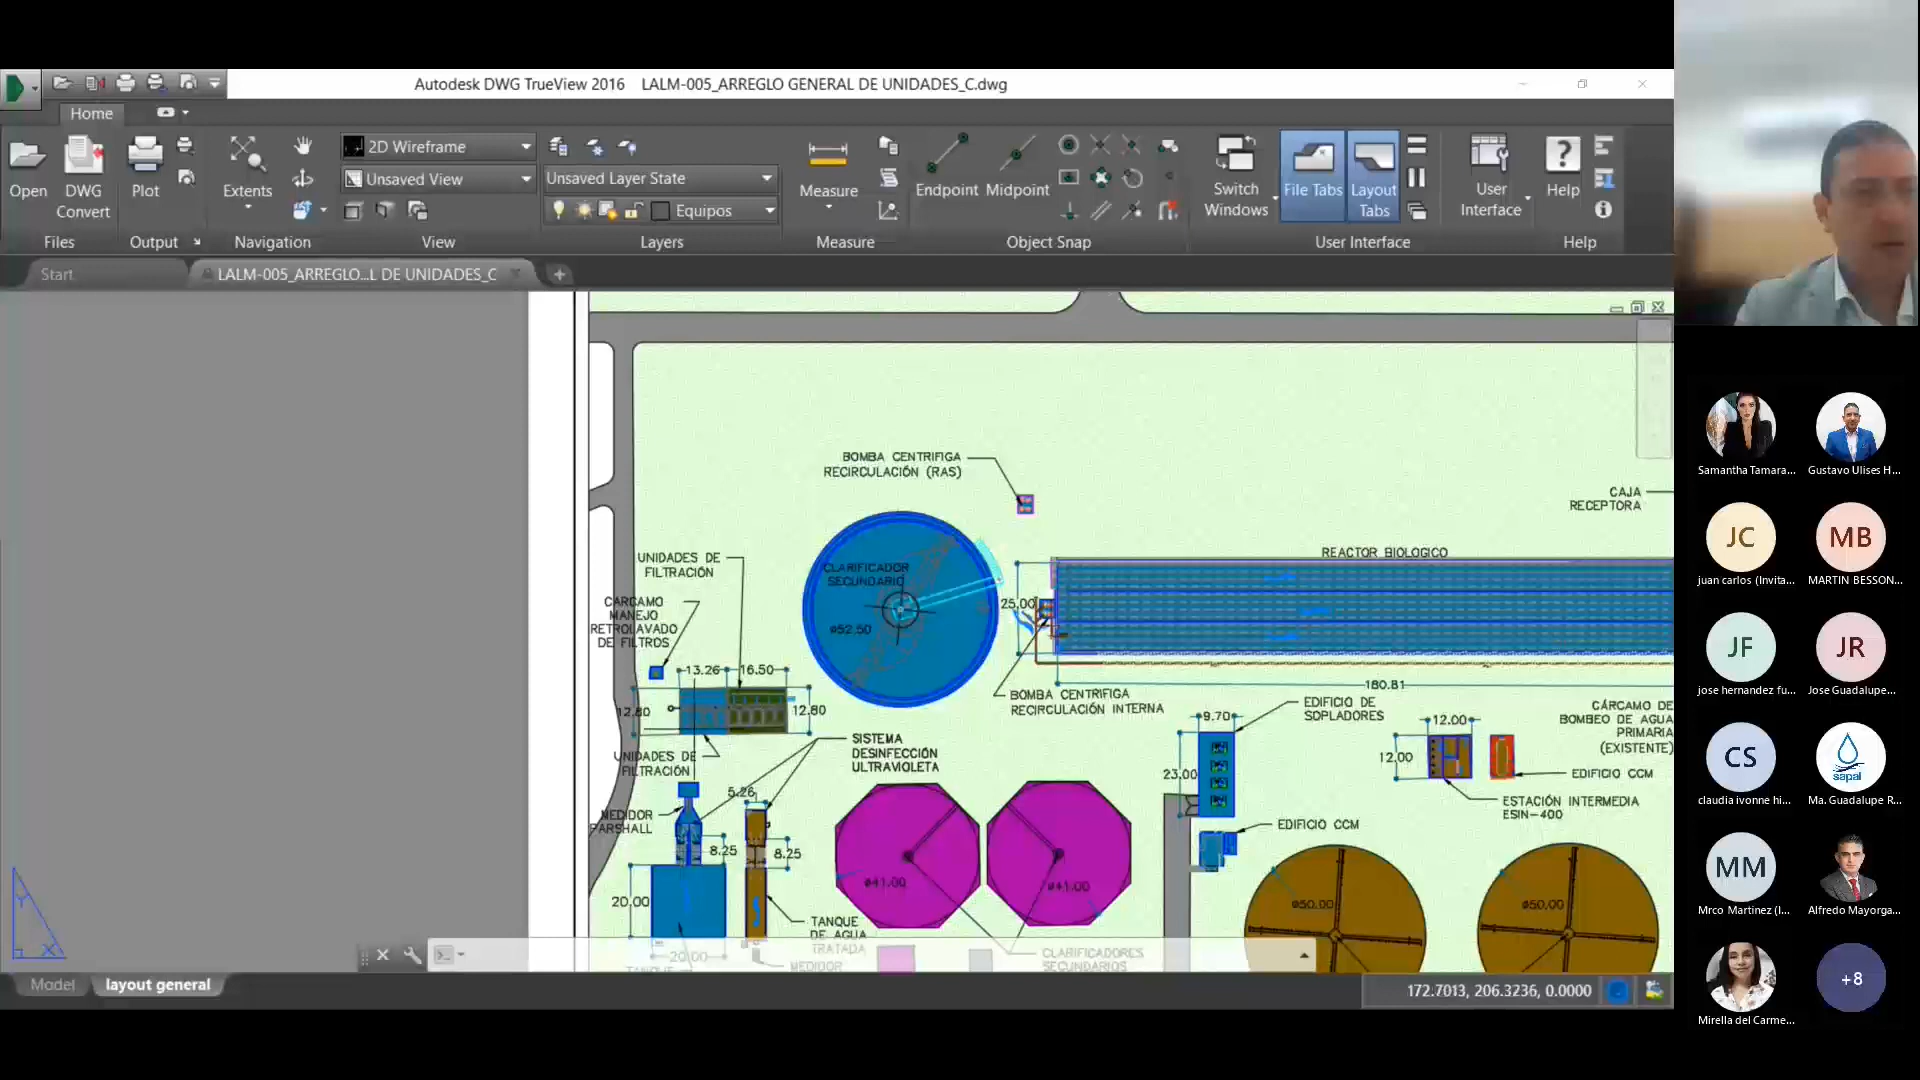 Autodesk DWG TrueView 2016 LALM-005_ARREGLO GENERAL DE UNIDADES_C.dwg
Home
Open
DWG
Convert
Plot
Extents
2D Wireframe
Unsaved View
Unsaved Layer State
Equipos
Measure
Endpoint
Midpoint
Switch
Windows
File Tabs
Layout
Tabs
User
Interface
Help
Files
Output
Navigation
View
Layers
Measure
Object Snap
User Interface
Help
Start
LALM-005_ARREGLO...L DE UNIDADES_C
BOMBA CENTRIFIGA
RECIRCULACIÓN (RAS)
CAJA
RECEPTORA
REACTOR BIOLOGICO
UNIDADES DE
FILTRACIÓN
CLARIFICADOR
SECUNDARIO
ø52.50
25.00
CARCAMO
MANEJO
RETROLAVADO
DE FILTROS
13.26
16.50
12.80
12.80
180.81
BOMBA CENTRIFIGA
RECIRCULACIÓN INTERNA
EDIFICIO DE
SOPLADORES
9.70
12.00
CÁRCAMO DE
BOMBEO DE AGUA
PRIMARIA
(EXISTENTE)
SISTEMA
DESINFECCIÓN
ULTRAVIOLETA
UNIDADES DE
FILTRACIÓN
12.00
23.00
EDIFICIO CCM
5.26
MEDIDOR
PARSHALL
ESTACIÓN INTERMEDIA
ESIN-400
EDIFICIO CCM
8.25
8.25
ø41.00
ø41.00
20.00
ø50.00
ø50.00
TANQUE
DE AGUA
TRATADA
MEDIDOR
CLARIFICADORES
SECUNDARIOS
20.00
TANQUE
Y
X
Model
layout general
172.7013, 206.3236, 0.0000
Samantha Tamara...
Gustavo Ulises H...
JC
MB
juan carlos (Invita...
MARTIN BESSON...
JF
JR
jose hernandez fu...
Jose Guadalupe...
CS
sapal
claudia ivonne hi...
Ma. Guadalupe R...
MM
Mrco Martinez (I...
Alfredo Mayorga...
+8
Mirella del Carme...